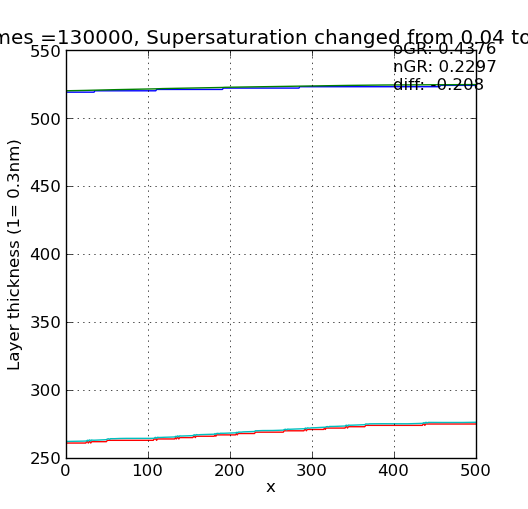 mes =130000, Supersaturation changed from 0.04 to
oGR: 0.4376
nGR: 0.2297
diff: -0.208
550
500
450
400
350
300
250
Layer thickness (1= 0.3nm)
0 100 200 300 400 500
x